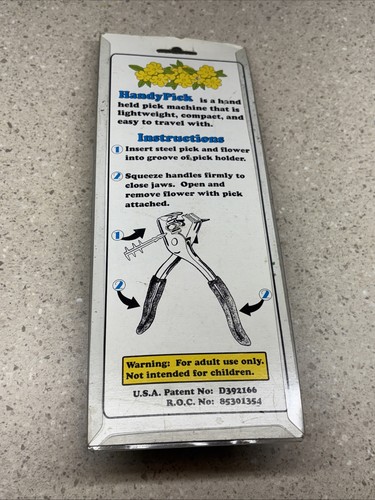 HandyPick is a hand
held pick machine that is
lightweight, compact, and
easy to travel with.
Instructions
1 Insert steel pick and flower
into groove of pick holder.
2 Squeeze handles firmly to
close jaws. Open and
remove flower with pick
attached.
1
2 2
Warning: For adult use only.
Not intended for children.
U.S.A. Patent No: D392166
R.O.C. No: 85301354